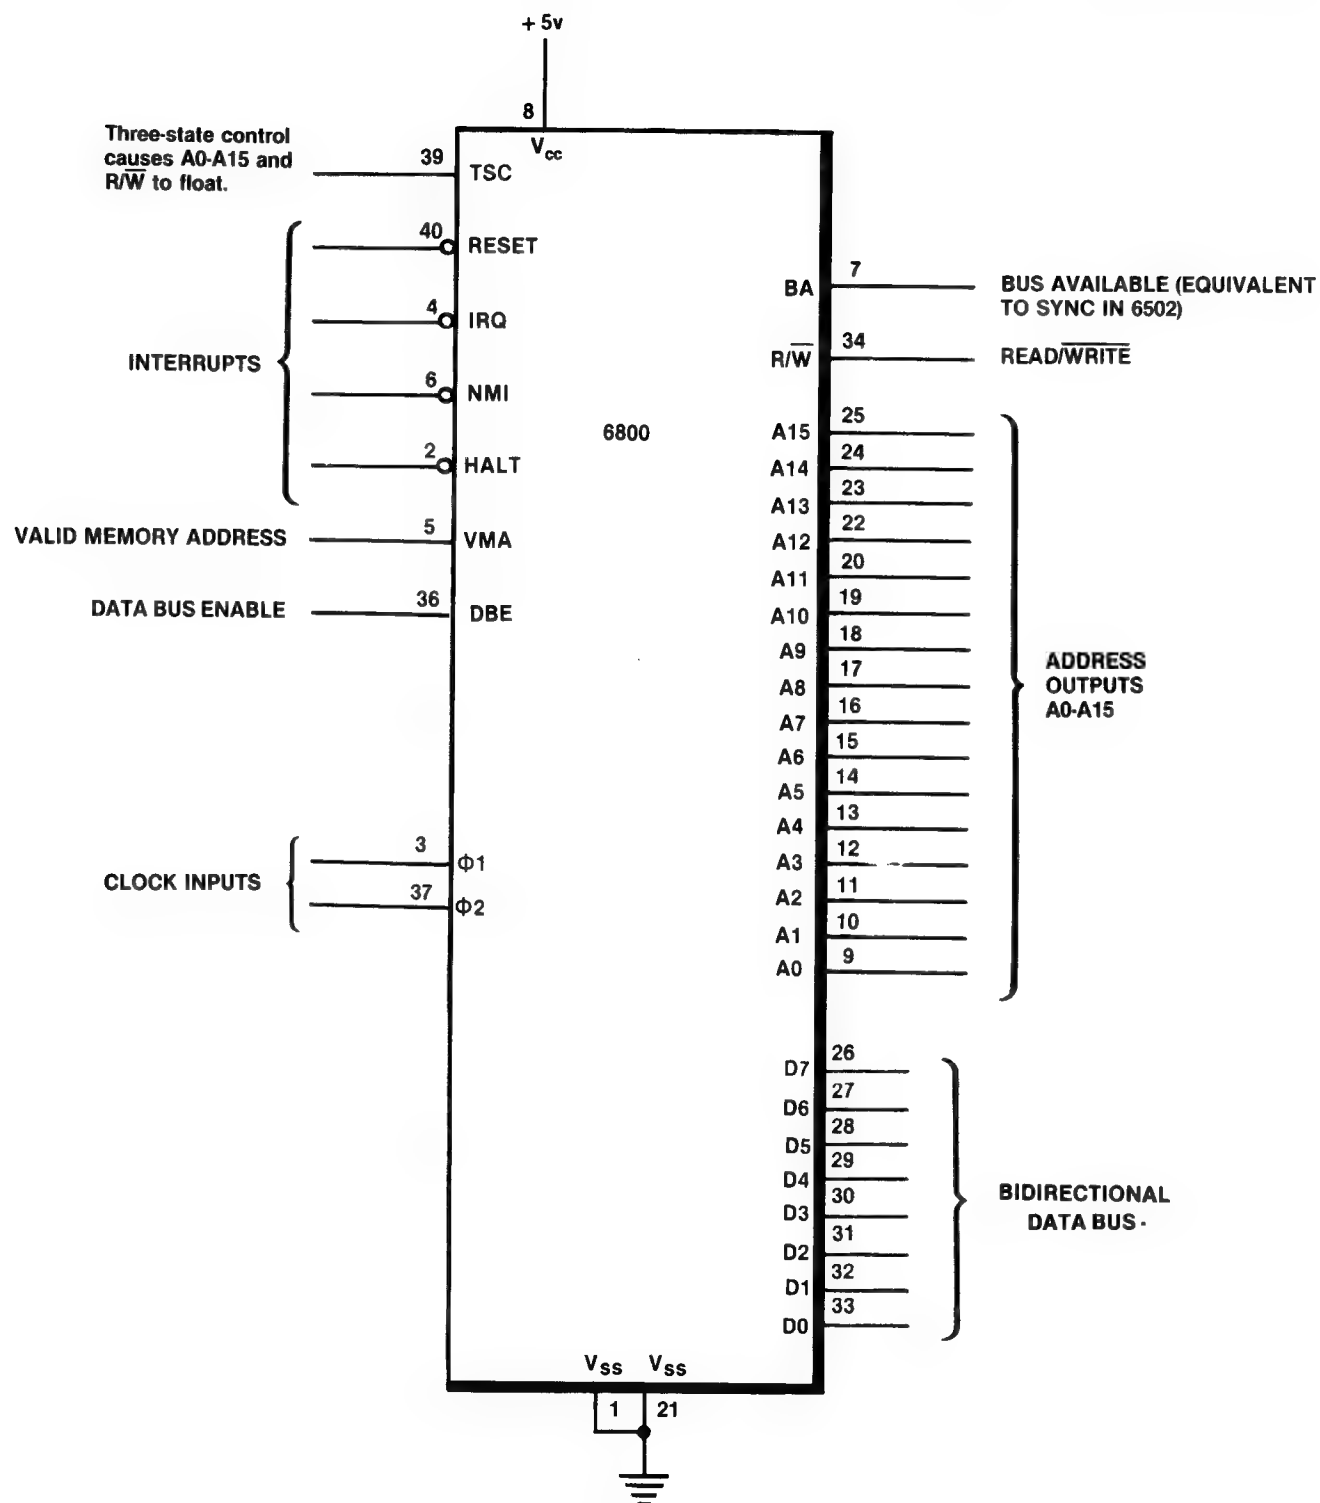 + 5v
8
Vcc
Three-state control
causes A0-A15 and
R/W̅ to float.
39
TSC
INTERRUPTS
40
RESET
4
IRQ
6
NMI
2
HALT
VALID MEMORY ADDRESS
5
VMA
DATA BUS ENABLE
36
DBE
CLOCK INPUTS
3
Φ1
37
Φ2
6800
BA
7
BUS AVAILABLE (EQUIVALENT
TO SYNC IN 6502)
R/W̅
34
READ/W̅R̅I̅T̅E̅
A15 25
A14 24
A13 23
A12 22
A11 20
A10 19
A9 18
A8 17
A7 16
A6 15
A5 14
A4 13
A3 12
A2 11
A1 10
A0 9
ADDRESS
OUTPUTS
A0-A15
D7 26
D6 27
D5 28
D4 29
D3 30
D2 31
D1 32
D0 33
BIDIRECTIONAL
DATA BUS
VSS VSS
1 21